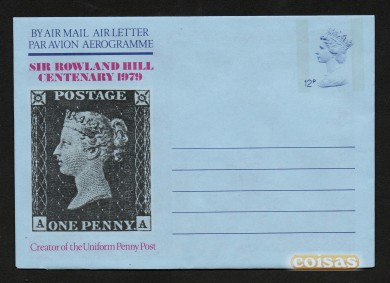 BY AIR MAIL AIR LETTER
PAR AVION AEROGRAMME
SIR ROWLAND HILL
CENTENARY 1979
12P
POSTAGE
A ONE PENNY A
Creator of the Uniform Penny Post
coisas